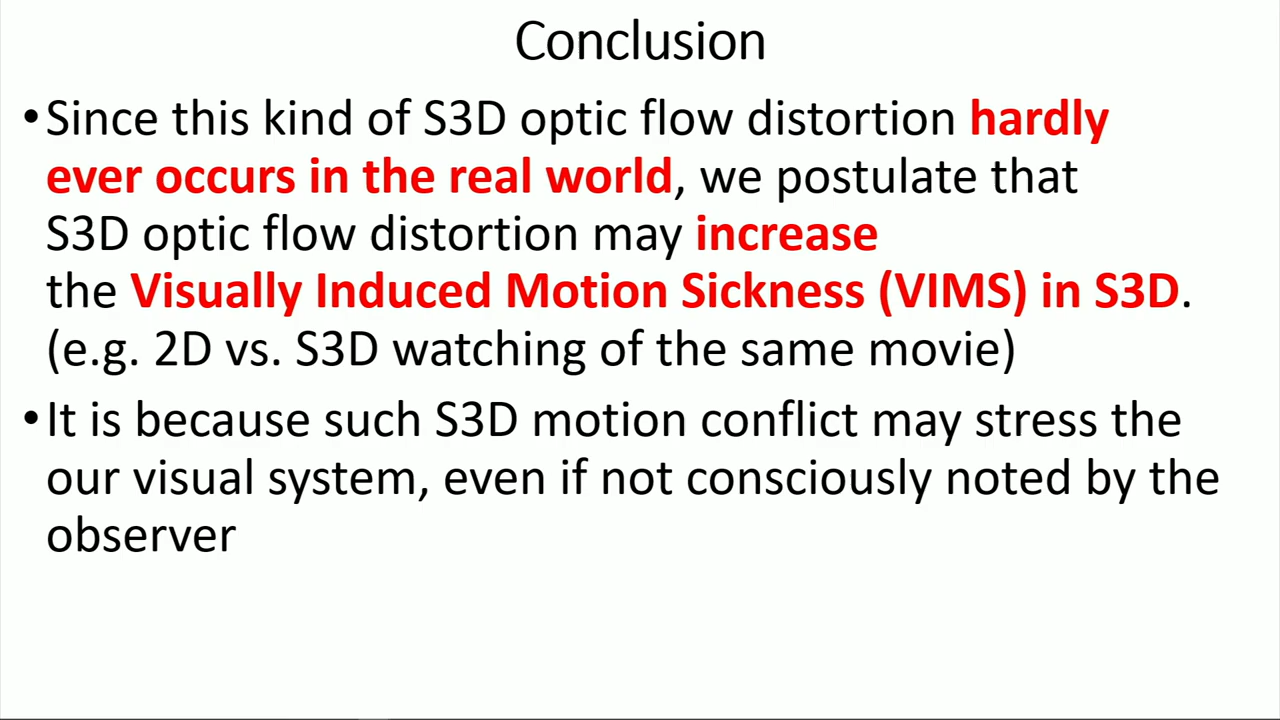 Conclusion
•Since this kind of S3D optic flow distortion hardly
ever occurs in the real world, we postulate that
S3D optic flow distortion may increase
the Visually Induced Motion Sickness (VIMS) in S3D.
(e.g. 2D vs. S3D watching of the same movie)
•It is because such S3D motion conflict may stress the
our visual system, even if not consciously noted by the
observer